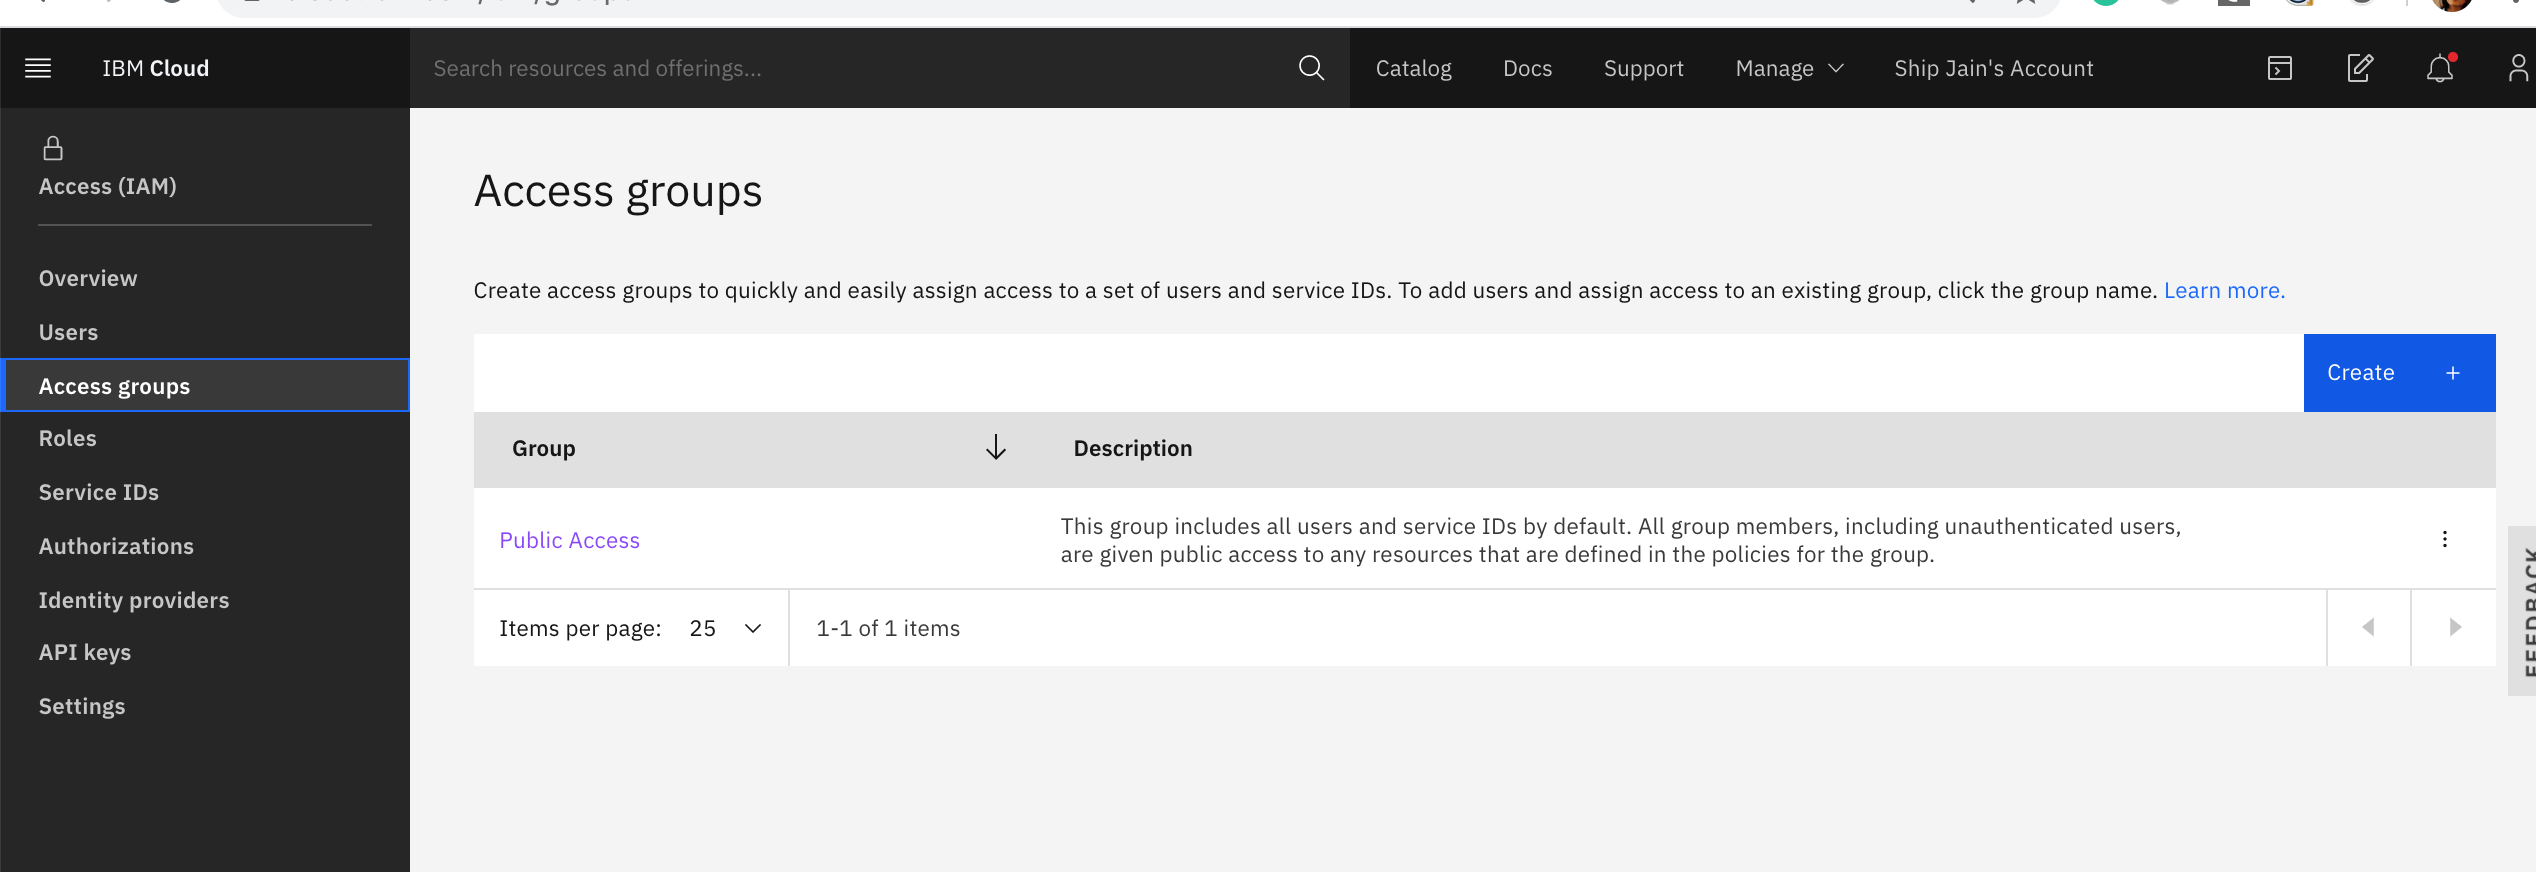 IBM Cloud
Search resources and offerings...
Catalog
Docs
Support
Manage
Ship Jain's Account
Access (IAM)
Overview
Users
Access groups
Roles
Service IDs
Authorizations
Identity providers
API keys
Settings
Access groups
Create access groups to quickly and easily assign access to a set of users and service IDs. To add users and assign access to an existing group, click the group name. Learn more.
Create +
Group
Description
Public Access
This group includes all users and service IDs by default. All group members, including unauthenticated users,
are given public access to any resources that are defined in the policies for the group.
Items per page: 25
1-1 of 1 items
FEEDBACK